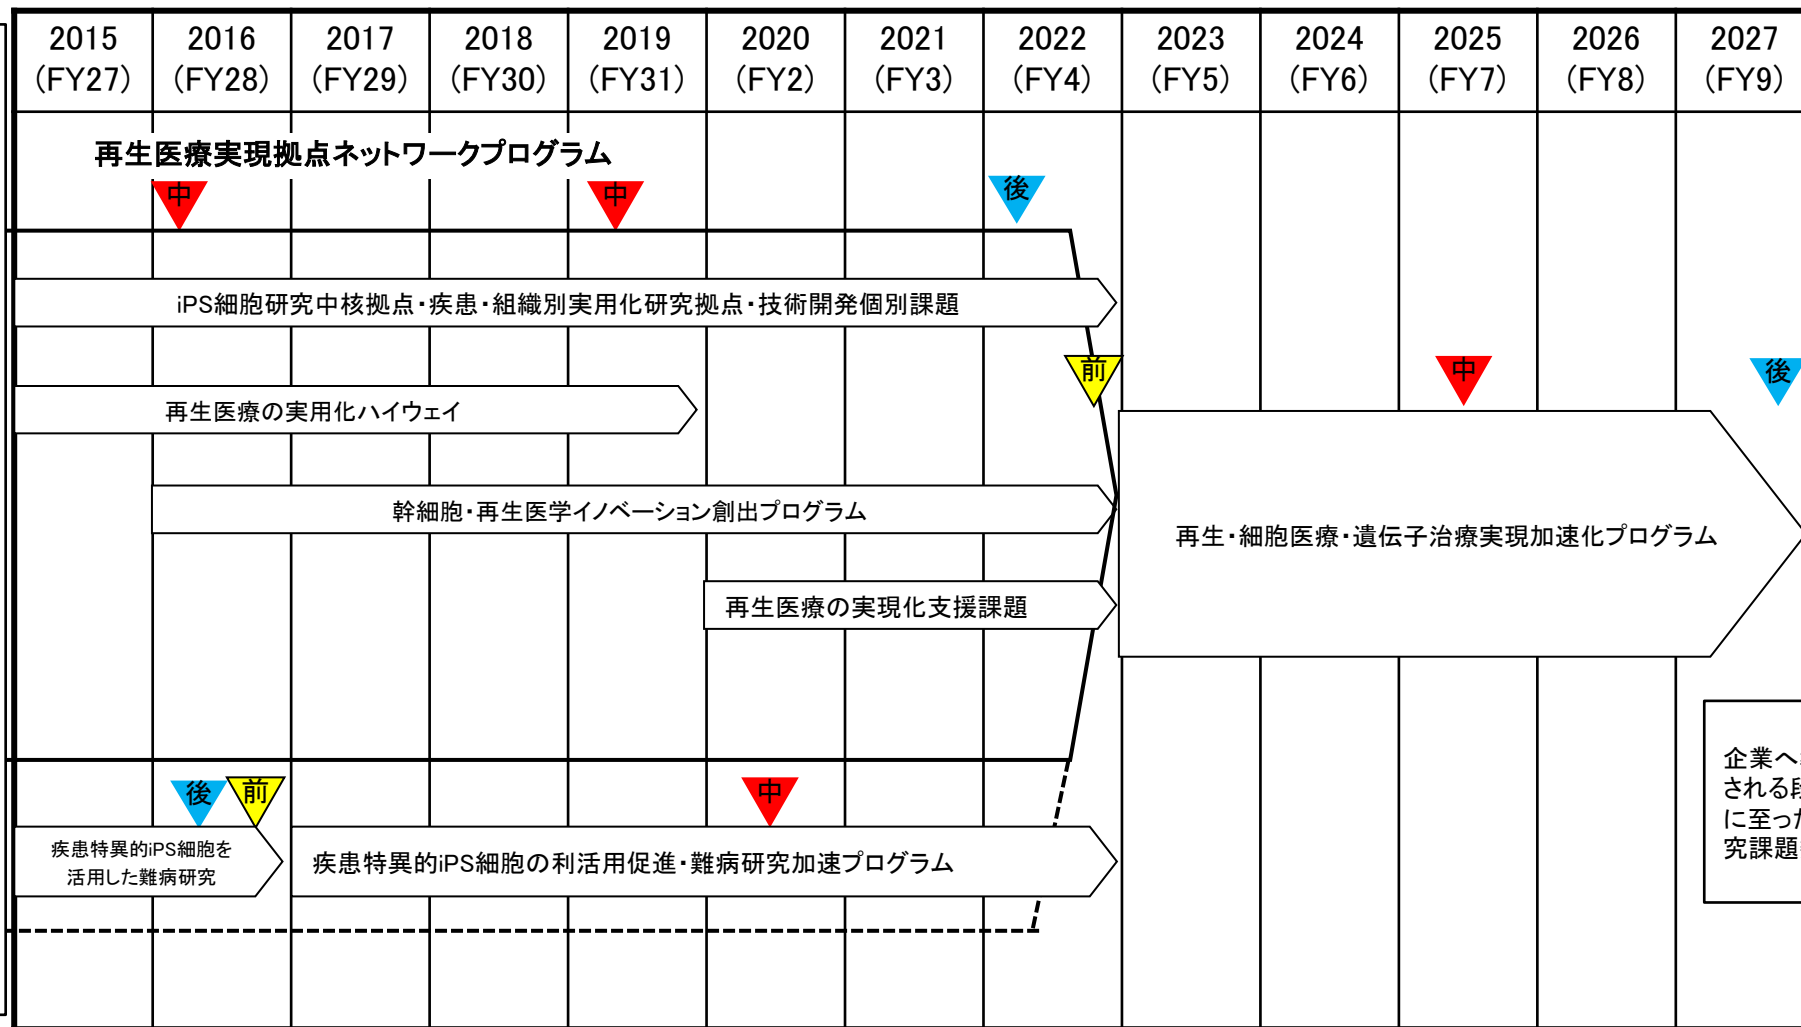 2015 2016 2017 2018 2019 2020 2021 2022 2023 2024 2025 2026 2027
(FY27) (FY28) (FY29) (FY30) (FY31) (FY2) (FY3) (FY4) (FY5) (FY6) (FY7) (FY8) (FY9)
再生医療実現拠点ネットワークプログラム
中 中 後
iPS細胞研究中核拠点・疾患・組織別実用化研究拠点・技術開発個別課題
前 中 後
再生医療の実用化ハイウェイ
幹細胞・再生医学イノベーション創出プログラム
再生・細胞医療・遺伝子治療実現加速化プログラム
再生医療の実現化支援課題
後 前 中
疾患特異的iPS細胞を
活用した難病研究
疾患特異的iPS細胞の利活用促進・難病研究加速プログラム
企業へ
される
に至っ
究課題